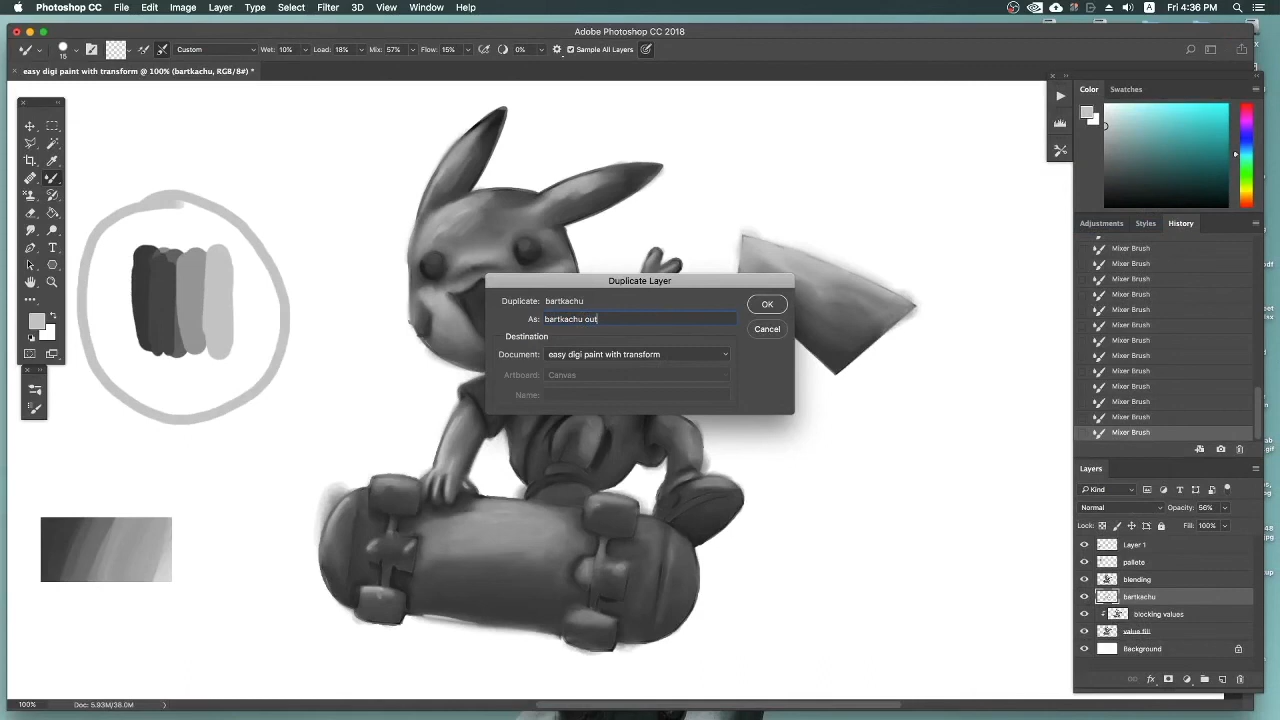 Photoshop CC File Edit Image Layer Type Select Filter 3D View Window Help
A Fri 4:36 PM
Adobe Photoshop CC 2018
15 Custom Wet: 10% Load: 18% Mix: 57% Flow: 15% 0% Sample All Layers
easy digi paint with transform @ 100% (bartkachu, RGB/8#) *
Color Swatches
Adjustments Styles History
Mixer Brush
Mixer Brush
Mixer Brush
Mixer Brush
Mixer Brush
Mixer Brush
Mixer Brush
Mixer Brush
Mixer Brush
Mixer Brush
Mixer Brush
Mixer Brush
Mixer Brush
Duplicate Layer
Duplicate: bartkachu
As: bartkachu out
OK
Cancel
Destination
Document: easy digi paint with transform
Artboard: Canvas
Name:
Layers
Kind
Normal Opacity: 56%
Lock: Fill: 100%
Layer 1
pallete
blending
bartkachu
blocking values
value fill
Background
fx
100% Doc: 5.93M/38.0M